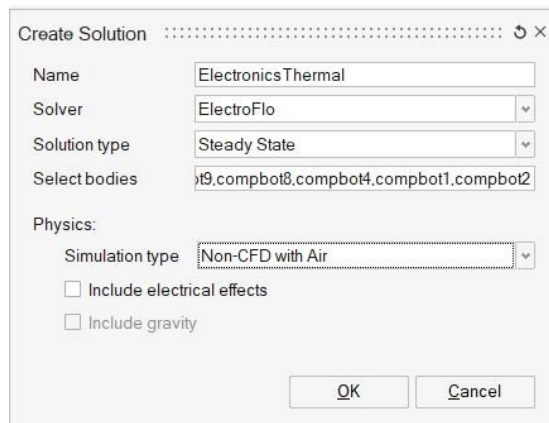 Create Solution
Name ElectronicsThermal
Solver ElectroFlo
Solution type Steady State
Select bodies ot9,compbot8,compbot4,compbot1,compbot2
Physics:
Simulation type Non-CFD with Air
Include electrical effects
Include gravity
OK Cancel